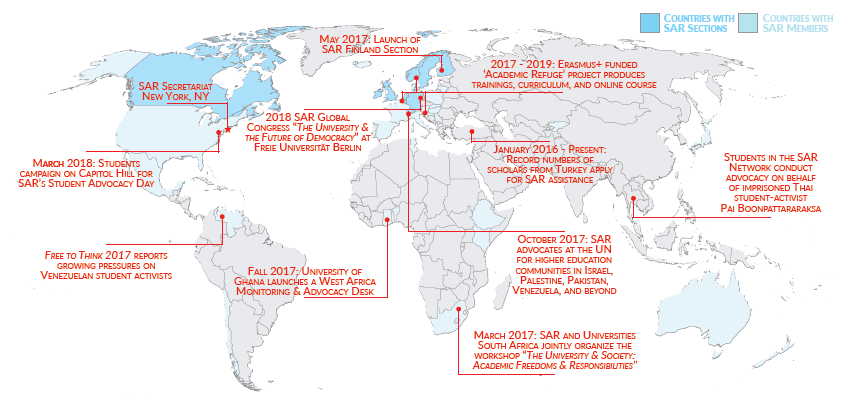 Countries with
SAR Sections
Countries with
SAR Members
May 2017: Launch of
SAR Finland Section
2017 - 2019: Erasmus+ funded
'Academic Refuge' project produces
trainings, curriculum, and online course
SAR Secretariat
New York, NY
2018 SAR Global
Congress "The University &
the Future of Democracy" at
Freie Universität Berlin
January 2016 - Present:
Record numbers of
scholars from Turkey apply
for SAR assistance
March 2018: Students
campaign on Capitol Hill for
SAR's Student Advocacy Day
Students in the SAR
Network conduct
advocacy on behalf
of imprisoned Thai
student-activist
Pai Boonpattararaksa
Free to Think 2017 reports
growing pressures on
Venezuelan student activists
Fall 2017: University of
Ghana launches a West Africa
Monitoring & Advocacy Desk
October 2017: SAR
advocates at the UN
for higher education
communities in Israel,
Palestine, Pakistan,
Venezuela, and beyond
March 2017: SAR and Universities
South Africa jointly organize the
workshop "The University & Society:
Academic Freedoms & Responsibilities"